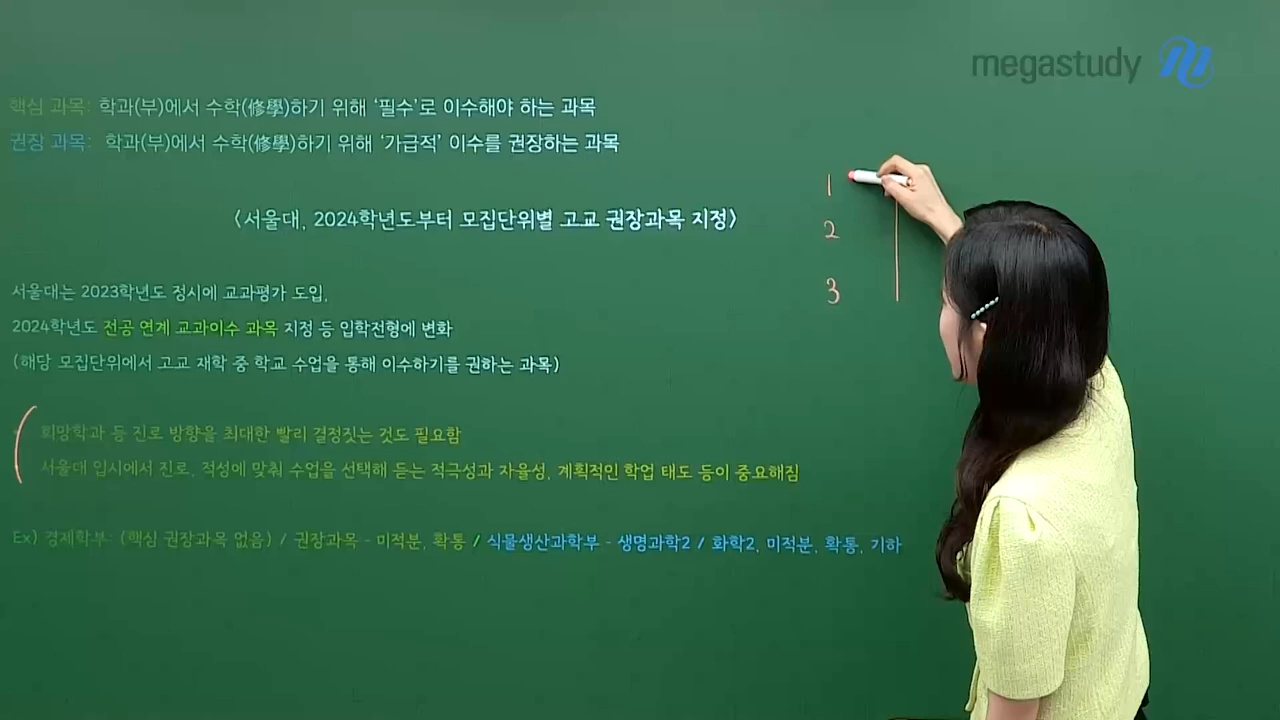 megastudy
핵심 과목: 학과(부)에서 수학(修學)하기 위해 '필수'로 이수해야 하는 과목
권장 과목: 학과(부)에서 수학(修學)하기 위해 '가급적' 이수를 권장하는 과목
〈서울대, 2024학년도부터 모집단위별 고교 권장과목 지정〉
1
2
3
서울대는 2023학년도 정시에 교과평가 도입,
2024학년도 전공 연계 교과이수 과목 지정 등 입학전형에 변화
(해당 모집단위에서 고교 재학 중 학교 수업을 통해 이수하기를 권하는 과목)
희망학과 등 진로 방향을 최대한 빨리 결정짓는 것도 필요함
서울대 입시에서 진로, 적성에 맞춰 수업을 선택해 듣는 적극성과 자율성, 계획적인 학업 태도 등이 중요해짐
Ex) 경제학부: (핵심 권장과목 없음) / 권장과목 - 미적분, 확통 / 식물생산과학부 - 생명과학2 / 화학2, 미적분, 확통, 기하